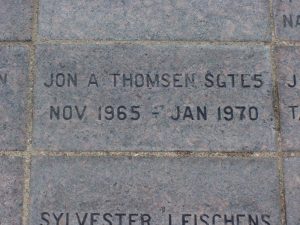 JON A THOMSEN SGTE5
NOV 1965 - JAN 1970
SYLVESTER LEISCHENS